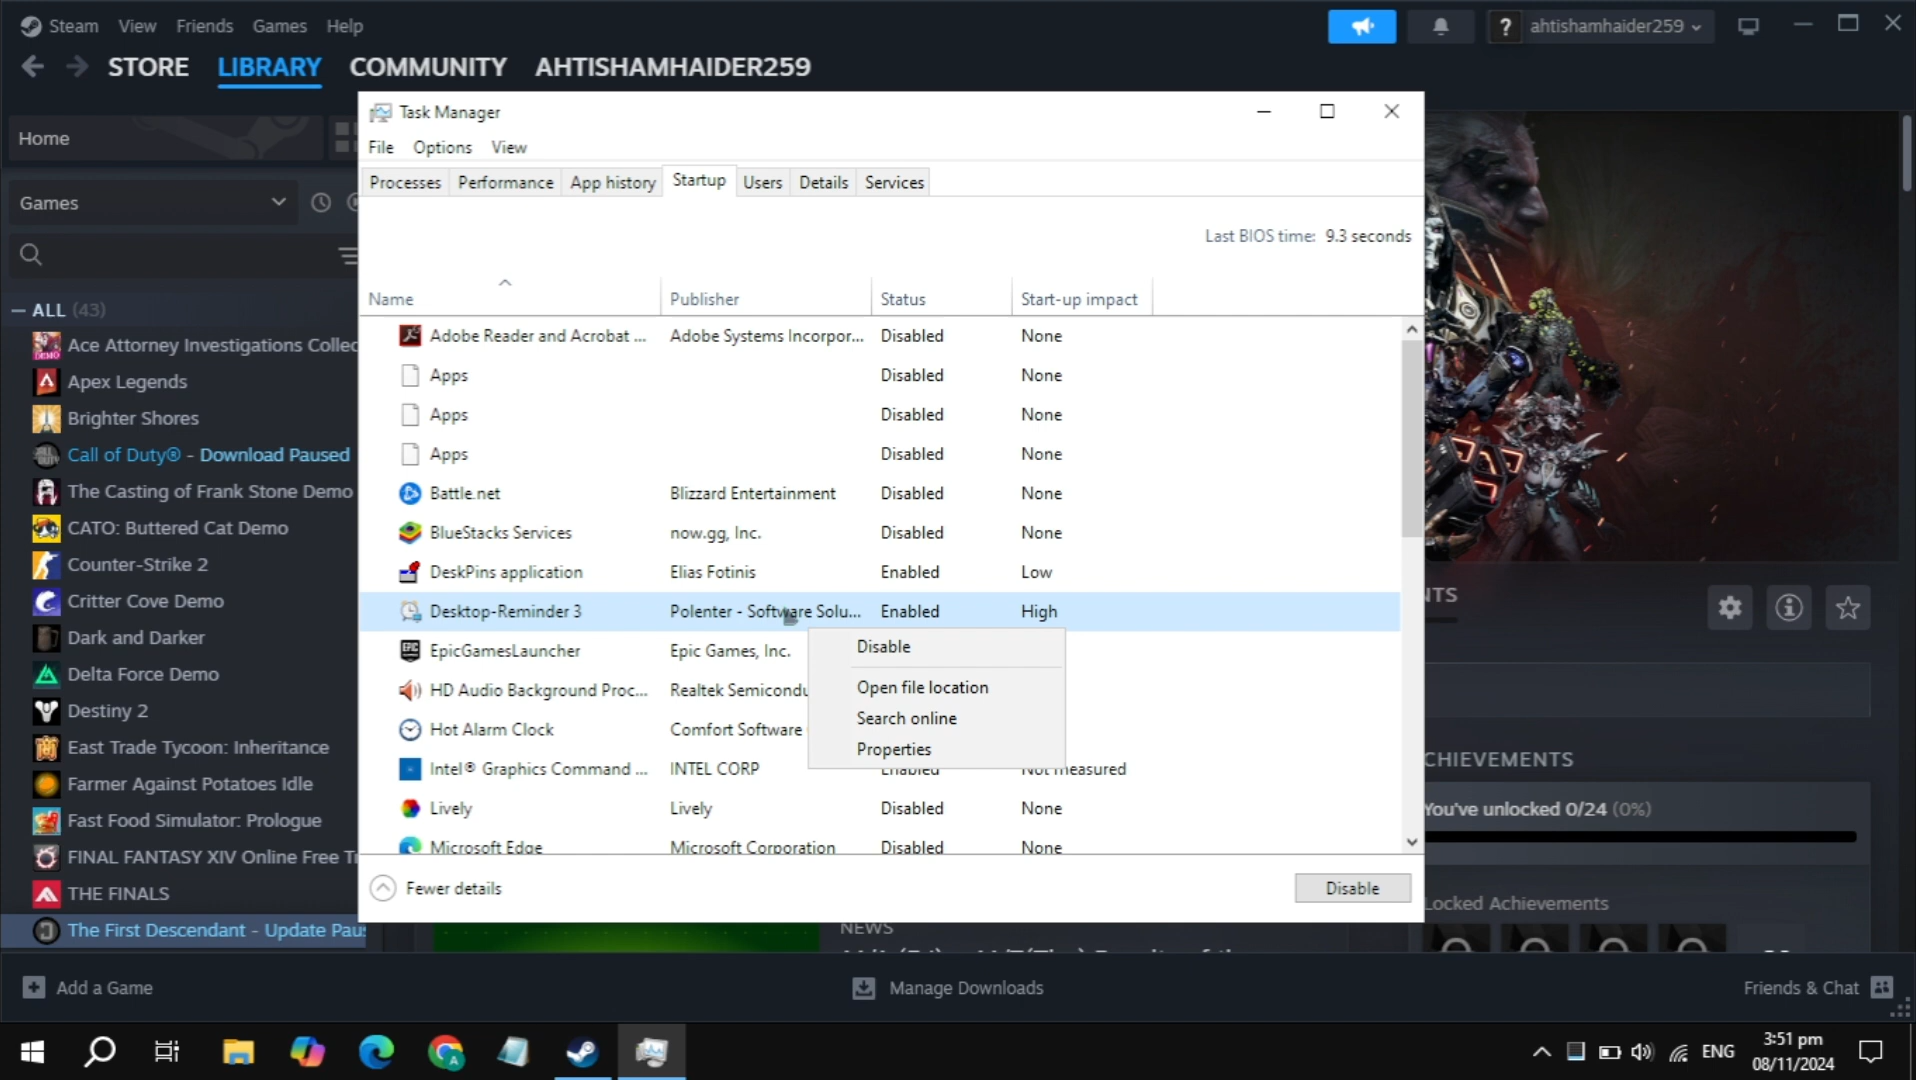 Steam View Friends Games Help
? ahtishamhaider259
STORE LIBRARY COMMUNITY AHTISHAMHAIDER259
Home
Games
ALL (43)
Ace Attorney Investigations Collec
Apex Legends
Brighter Shores
Call of Duty® - Download Paused
The Casting of Frank Stone Demo
CATO: Buttered Cat Demo
Counter-Strike 2
Critter Cove Demo
Dark and Darker
Delta Force Demo
Destiny 2
East Trade Tycoon: Inheritance
Farmer Against Potatoes Idle
Fast Food Simulator: Prologue
FINAL FANTASY XIV Online Free Tr
THE FINALS
The First Descendant - Update Paus
Task Manager
File Options View
Processes Performance App history Startup Users Details Services
Last BIOS time: 9.3 seconds
Name Publisher Status Start-up impact
Adobe Reader and Acrobat ... Adobe Systems Incorpor... Disabled None
Apps Disabled None
Apps Disabled None
Apps Disabled None
Battle.net Blizzard Entertainment Disabled None
BlueStacks Services now.gg, Inc. Disabled None
DeskPins application Elias Fotinis Enabled Low
Desktop-Reminder 3 Polenter - Software Solu... Enabled High
EpicGamesLauncher Epic Games, Inc.
HD Audio Background Proc... Realtek Semicondu
Hot Alarm Clock Comfort Software
Intel® Graphics Command ... INTEL CORP Enabled Not measured
Lively Lively Disabled None
Microsoft Edge Microsoft Corporation Disabled None
Disable
Open file location
Search online
Properties
Fewer details Disable
NTS
CHIEVEMENTS
You've unlocked 0/24 (0%)
Locked Achievements
NEWS
Add a Game Manage Downloads Friends & Chat
ENG 3:51 pm
08/11/2024